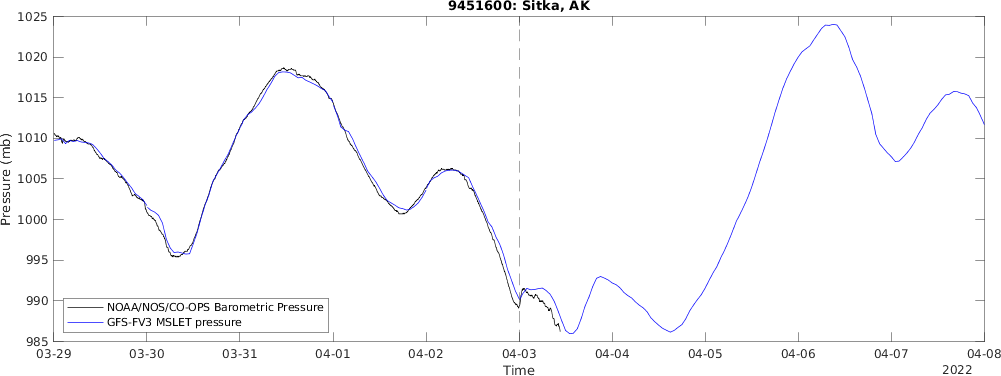 9451600: Sitka, AK
1025
1020
1015
1010
1005
1000
995
990
985
Pressure (mb)
NOAA/NOS/CO-OPS Barometric Pressure
GFS-FV3 MSLET pressure
03-29 03-30 03-31 04-01 04-02 04-03 04-04 04-05 04-06 04-07 04-08
Time
2022